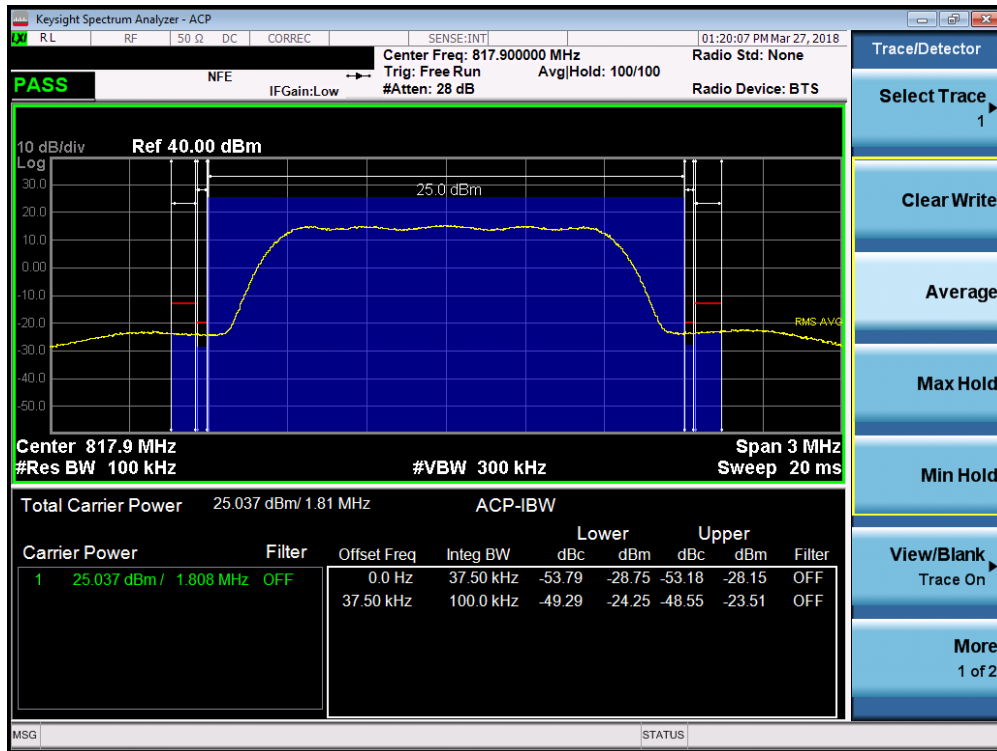 Keysight Spectrum Analyzer - ACP
LXI RL RF 50 Ω DC CORREC SENSE:INT 01:20:07 PM Mar 27, 2018
Center Freq: 817.900000 MHz Radio Std: None
NFE Trig: Free Run Avg|Hold: 100/100
PASS IFGain:Low #Atten: 28 dB Radio Device: BTS
10 dB/div Ref 40.00 dBm
Log
30.0
25.0 dBm
20.0
10.0
0.00
-10.0
-20.0
RMS AVG
-30.0
-40.0
-50.0
Center 817.9 MHz Span 3 MHz
#Res BW 100 kHz #VBW 300 kHz Sweep 20 ms
Total Carrier Power 25.037 dBm/ 1.81 MHz ACP-IBW
Lower Upper
Carrier Power Filter Offset Freq Integ BW dBc dBm dBc dBm Filter
1 25.037 dBm / 1.808 MHz OFF 0.0 Hz 37.50 kHz -53.79 -28.75 -53.18 -28.15 OFF
37.50 kHz 100.0 kHz -49.29 -24.25 -48.55 -23.51 OFF
MSG STATUS
Trace/Detector
Select Trace
1
Clear Write
Average
Max Hold
Min Hold
View/Blank
Trace On
More
1 of 2